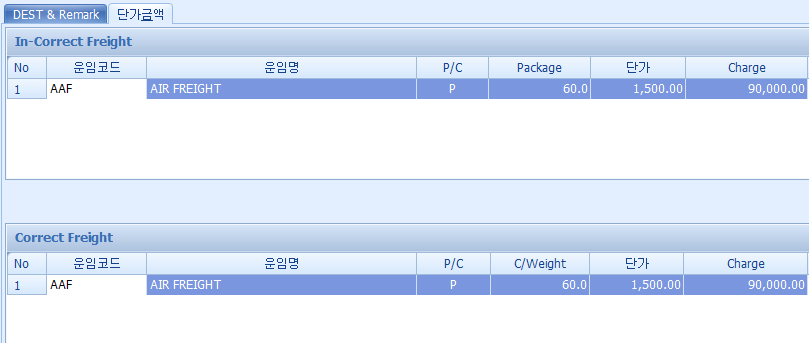 DEST & Remark 단가금액
In-Correct Freight
No 운임코드 운임명 P/C Package 단가 Charge
1 AAF AIR FREIGHT P 60.0 1,500.00 90,000.00
Correct Freight
No 운임코드 운임명 P/C C/Weight 단가 Charge
1 AAF AIR FREIGHT P 60.0 1,500.00 90,000.00